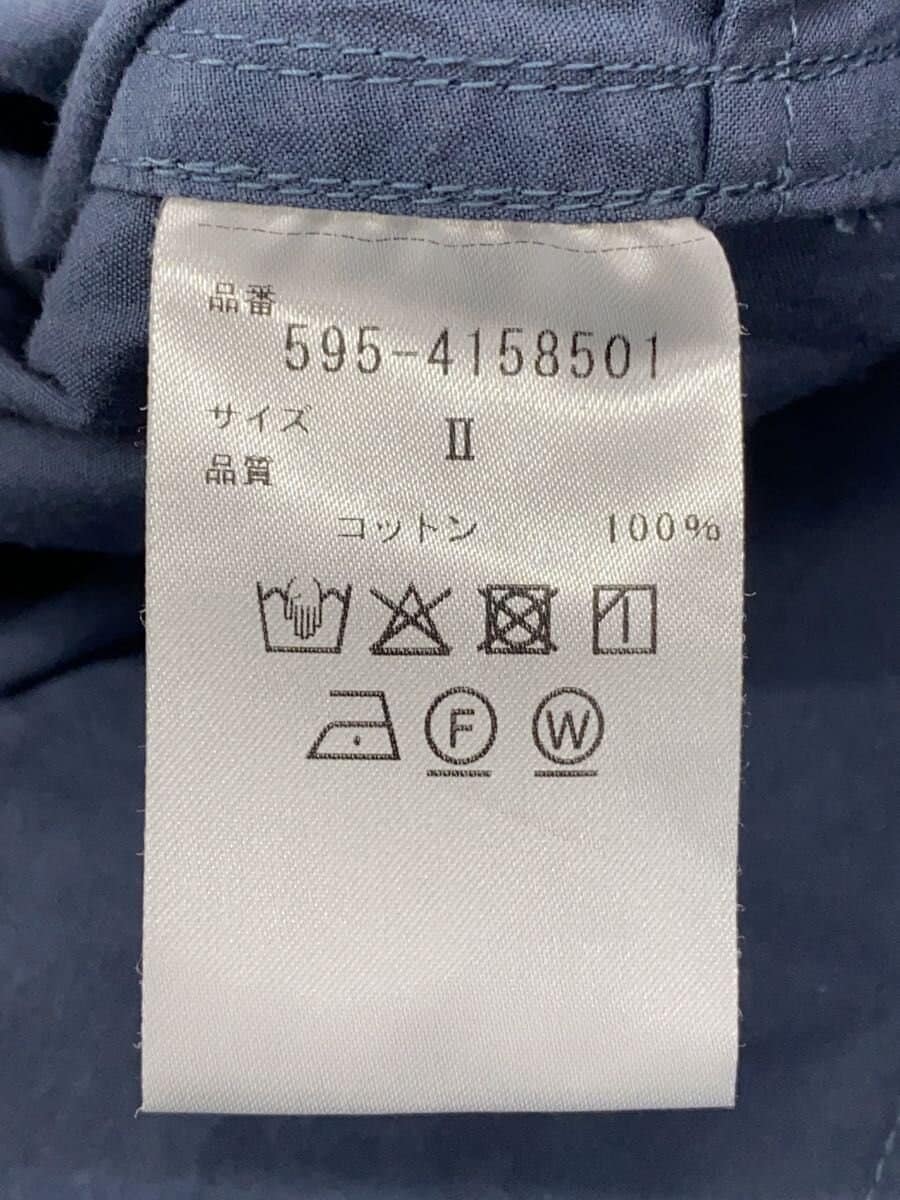 品番
595-4158501
サイズ II
品質
コットン 100%
F W